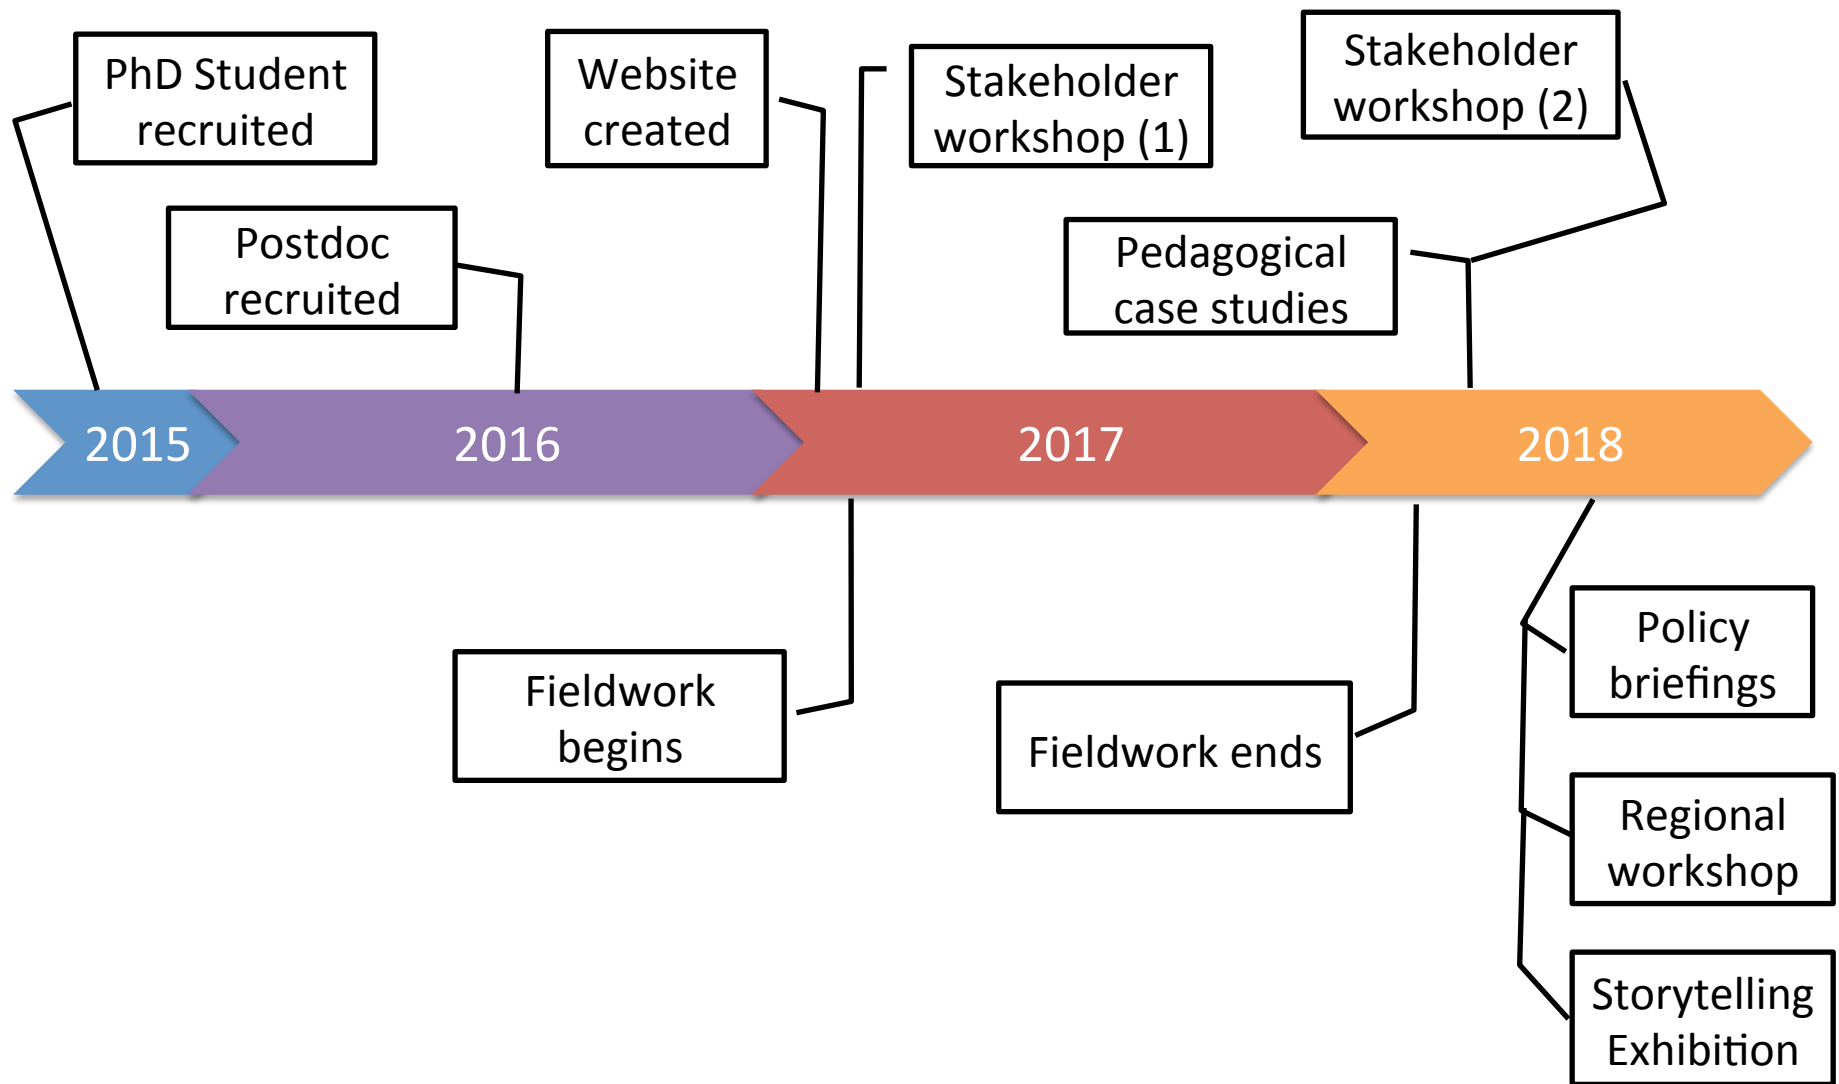 PhD Student
recruited
Website
created
Stakeholder
workshop (1)
Stakeholder
workshop (2)
Postdoc
recruited
Pedagogical
case studies
2015
2016
2017
2018
Fieldwork
begins
Fieldwork ends
Policy
briefings
Regional
workshop
Storytelling
Exhibition